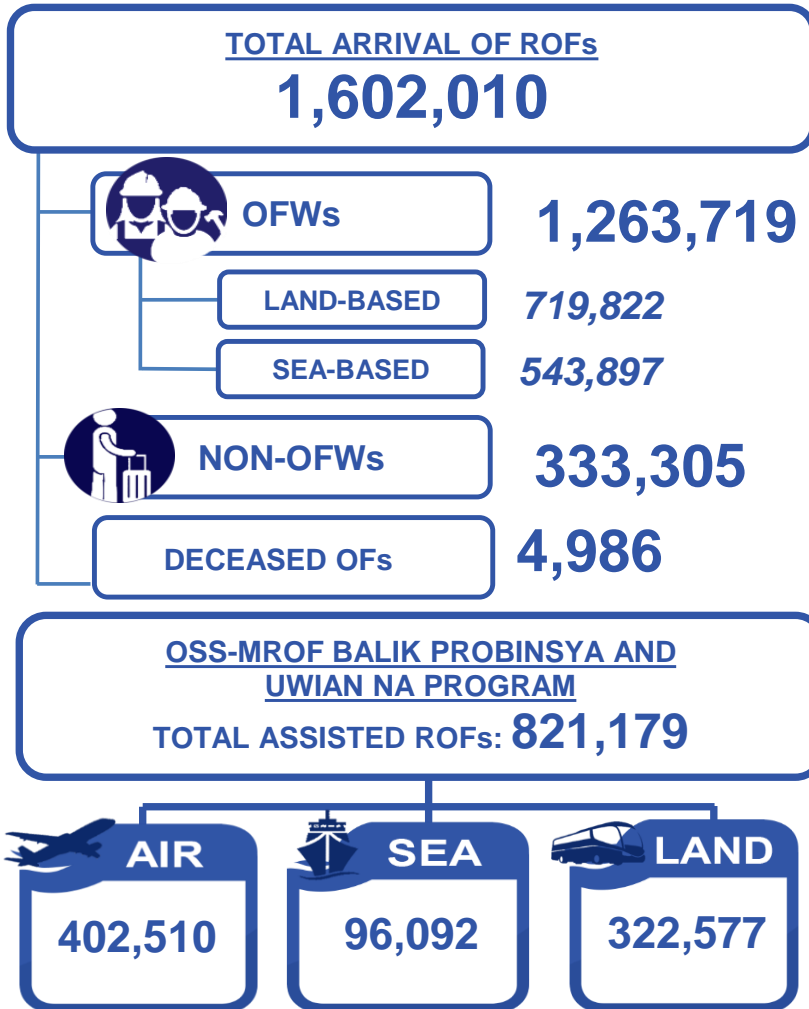 TOTAL ARRIVAL OF ROFs
1,602,010
OFWs
1,263,719
LAND-BASED
719,822
SEA-BASED
543,897
NON-OFWs
333,305
DECEASED OFs
4,986
OSS-MROF BALIK PROBINSYA AND
UWIAN NA PROGRAM
TOTAL ASSISTED ROFs: 821,179
AIR
402,510
SEA
96,092
LAND
322,577